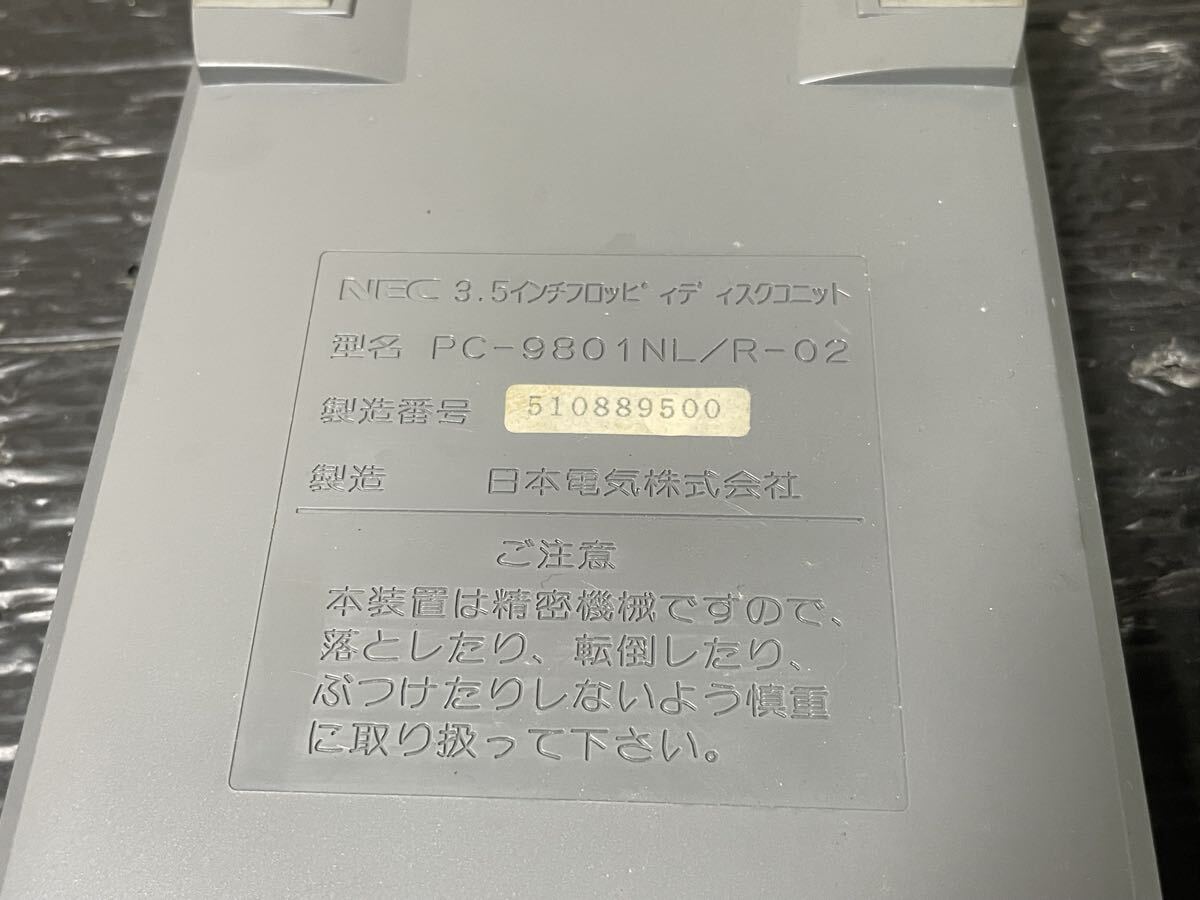 NEC 3.5インチフロッピィディスクユニット
型名 PC-9801NL/R-02
製造番号 510889500
製造 日本電気株式会社
ご注意
本装置は精密機械ですので、
落としたり、転倒したり、
ぶつけたりしないよう慎重
に取り扱って下さい。